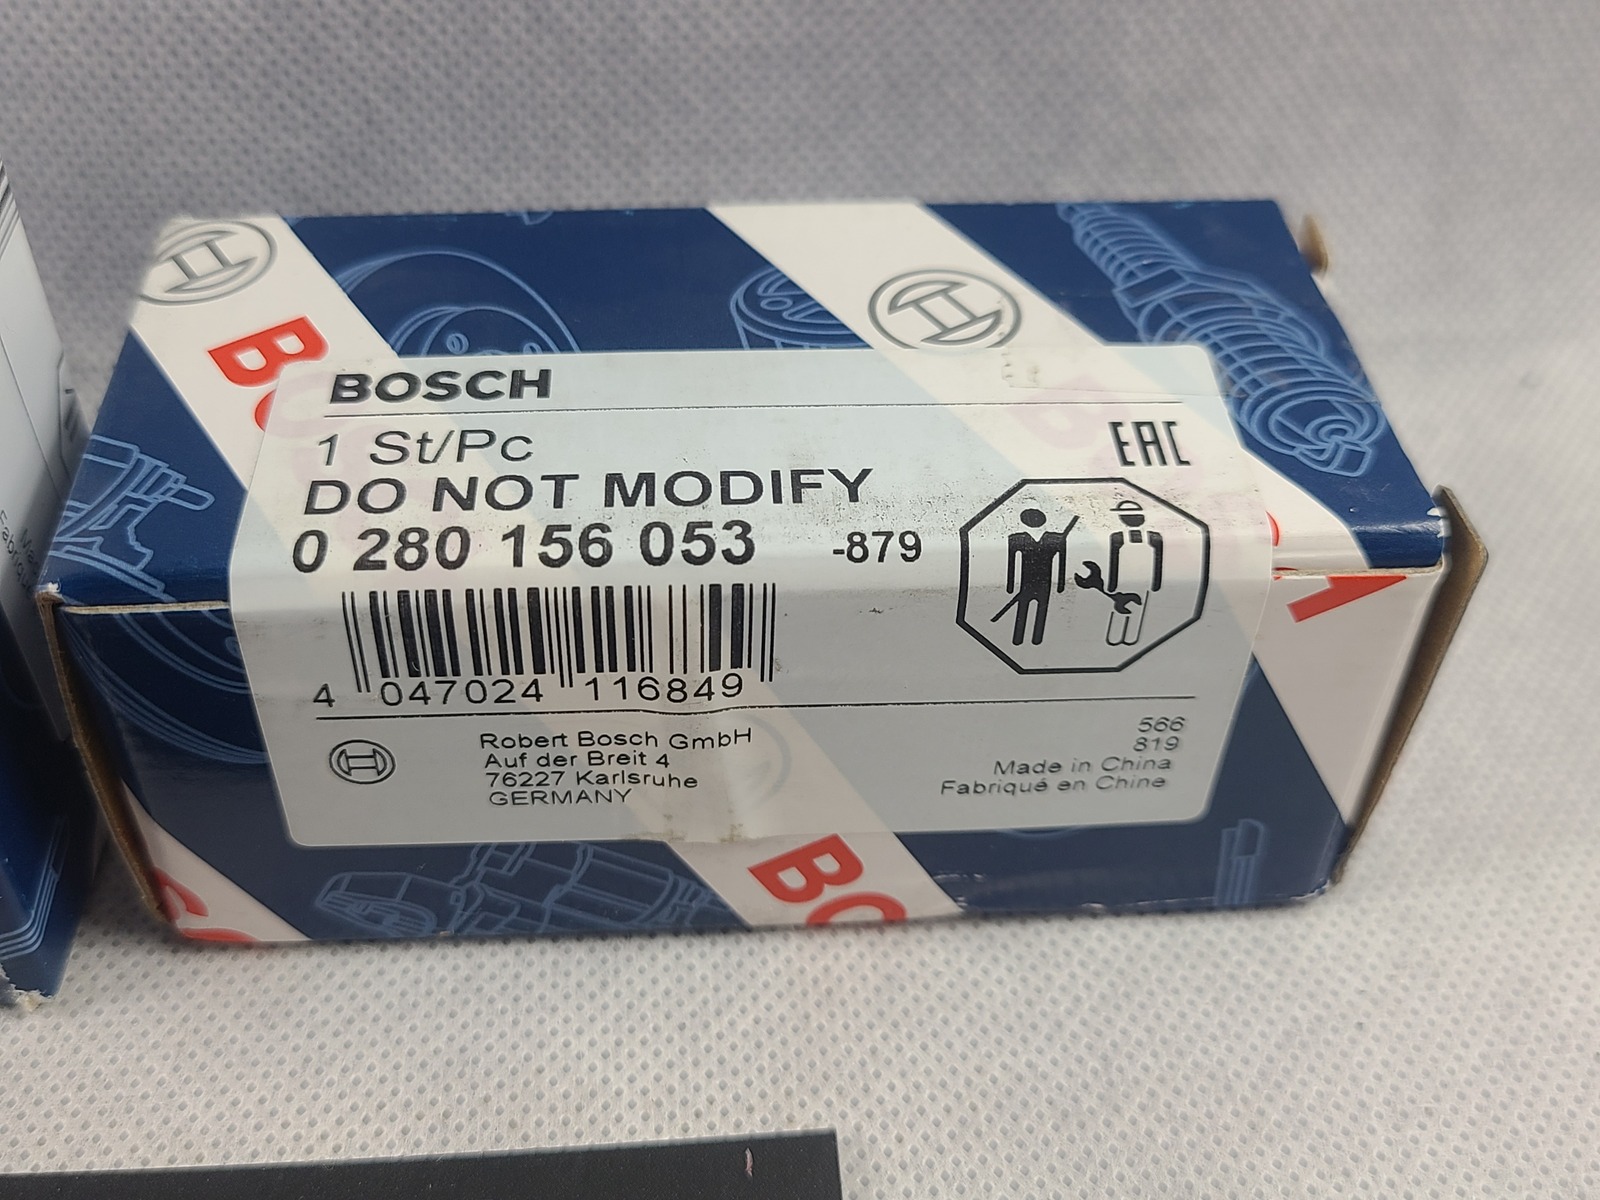 BOSCH
1 St/Pc
EAC
DO NOT MODIFY
0 280 156 053 -879
4 047024 116849
Robert Bosch GmbH
Auf der Breit 4
76227 Karlsruhe
GERMANY
566
819
Made in China
Fabriqué en Chine